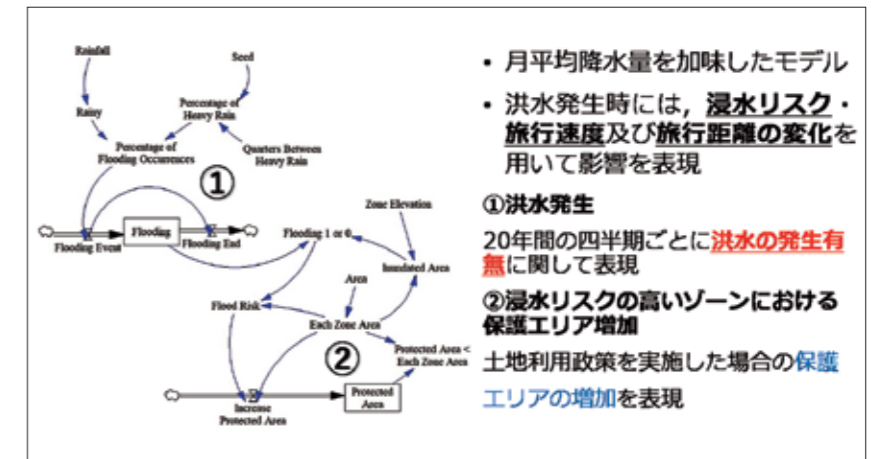 Rainfall
Seed
Rainy
Percentage of
Heavy Rain
Percentage of
Flooding Occurrences
Quarters Between
Heavy Rain
①
Zone Elevation
Flooding Event
Flooding
Flooding End
Flooding 1 or 0
Inundated Area
Area
Flood Risk
Each Zone Area
②
Protected Area <
Each Zone Area
Protected
Area
Increase
Protected Area
• 月平均降水量を加味したモデル
• 洪水発生時には，浸水リスク・
旅行速度及び旅行距離の変化を
用いて影響を表現
①洪水発生
20年間の四半期ごとに洪水の発生有
無に関して表現
②浸水リスクの高いゾーンにおける
保護エリア増加
土地利用政策を実施した場合の保護
エリアの増加を表現